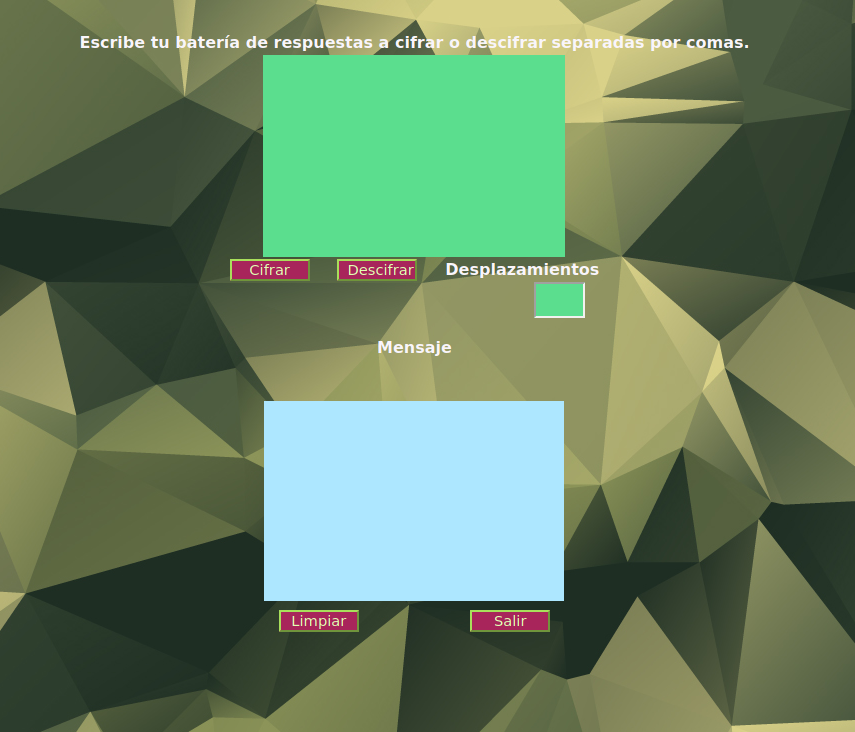 Escribe tu batería de respuestas a cifrar o descifrar separadas por comas.
Cifrar
Descifrar
Desplazamientos
Mensaje
Limpiar
Salir